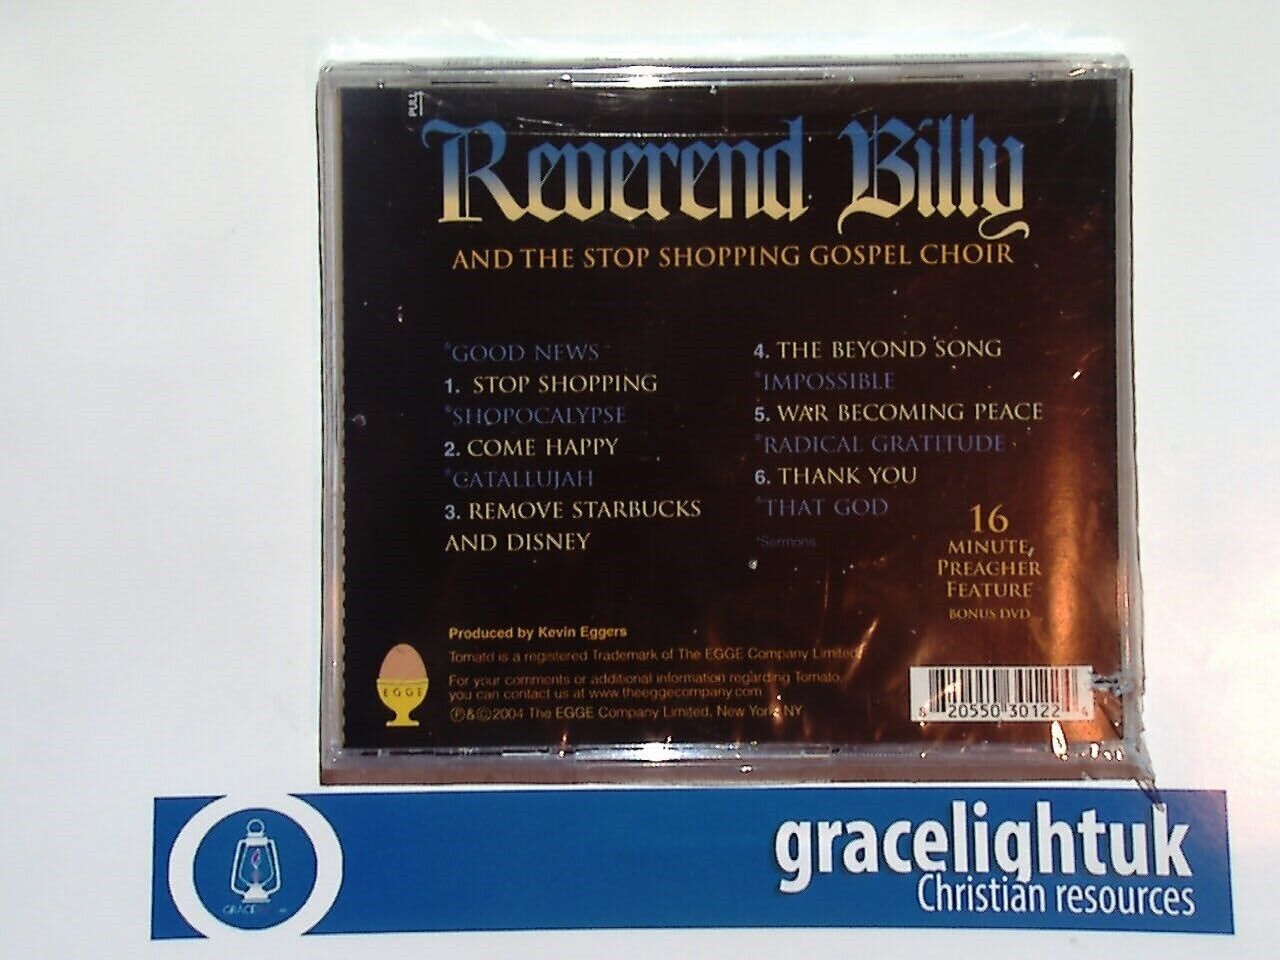 PULL
Reverend Billy
AND THE STOP SHOPPING GOSPEL CHOIR
*GOOD NEWS
1. STOP SHOPPING
*SHOPOCALYPSE
2. COME HAPPY
*CATALLUJAH
3. REMOVE STARBUCKS
AND DISNEY
4. THE BEYOND SONG
*IMPOSSIBLE
5. WAR BECOMING PEACE
*RADICAL GRATITUDE
6. THANK YOU
*THAT GOD
*Sermons
16
MINUTE
PREACHER
FEATURE
BONUS DVD
Produced by Kevin Eggers
Tomato is a registered Trademark of The EGGE Company Limited
For your comments or additional information regarding Tomato,
you can contact us at www.theeggecompany.com
℗&©2004 The EGGE Company Limited, New York NY
EGGE
8 20550 30122 4
gracelightuk
Christian resources